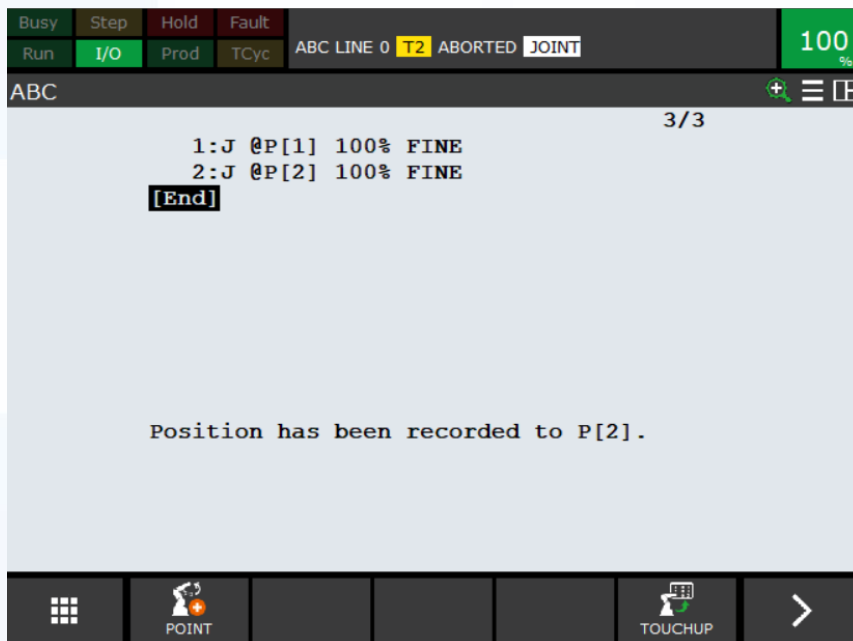 Busy Step Hold Fault
Run I/O Prod TCyc ABC LINE 0 T2 ABORTED JOINT 100 %
ABC
3/3
1:J @P[1] 100% FINE
2:J @P[2] 100% FINE
[End]
Position has been recorded to P[2].
POINT TOUCHUP